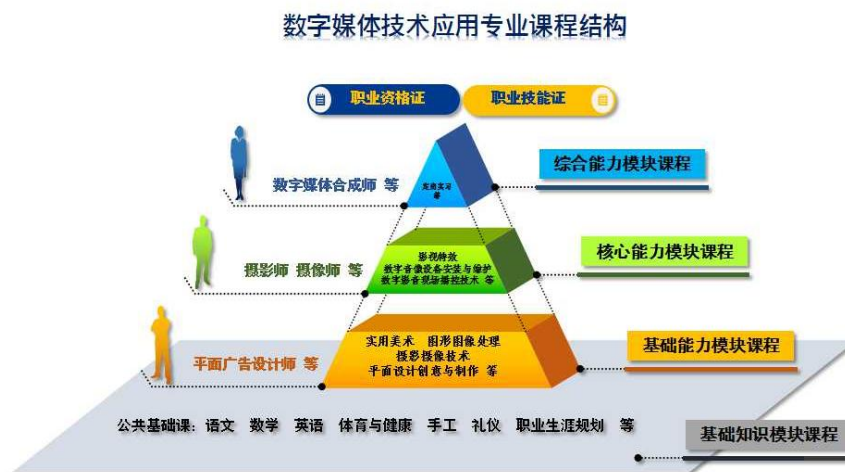 数字媒体技术应用专业课程结构
职业资格证 职业技能证
综合能力模块课程
数字媒体合成师 等
定岗实习
等
核心能力模块课程
影视特效
数字音像设备安装与维护
数字影音现场播控技术 等
摄影师 摄像师 等
基础能力模块课程
实用美术 图形图像处理
摄影摄像技术
平面设计创意与制作 等
平面广告设计师 等
公共基础课：语文 数学 英语 体育与健康 手工 礼仪 职业生涯规划 等
基础知识模块课程